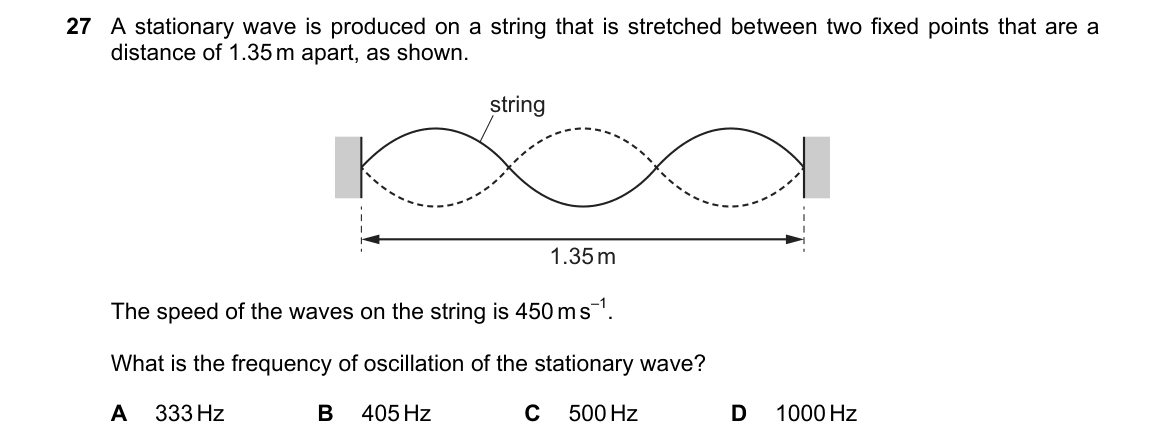 27 A stationary wave is produced on a string that is stretched between two fixed points that are a
distance of 1.35 m apart, as shown.
string
1.35 m
The speed of the waves on the string is 450 m s⁻¹.
What is the frequency of oscillation of the stationary wave?
A 333 Hz B 405 Hz C 500 Hz D 1000 Hz